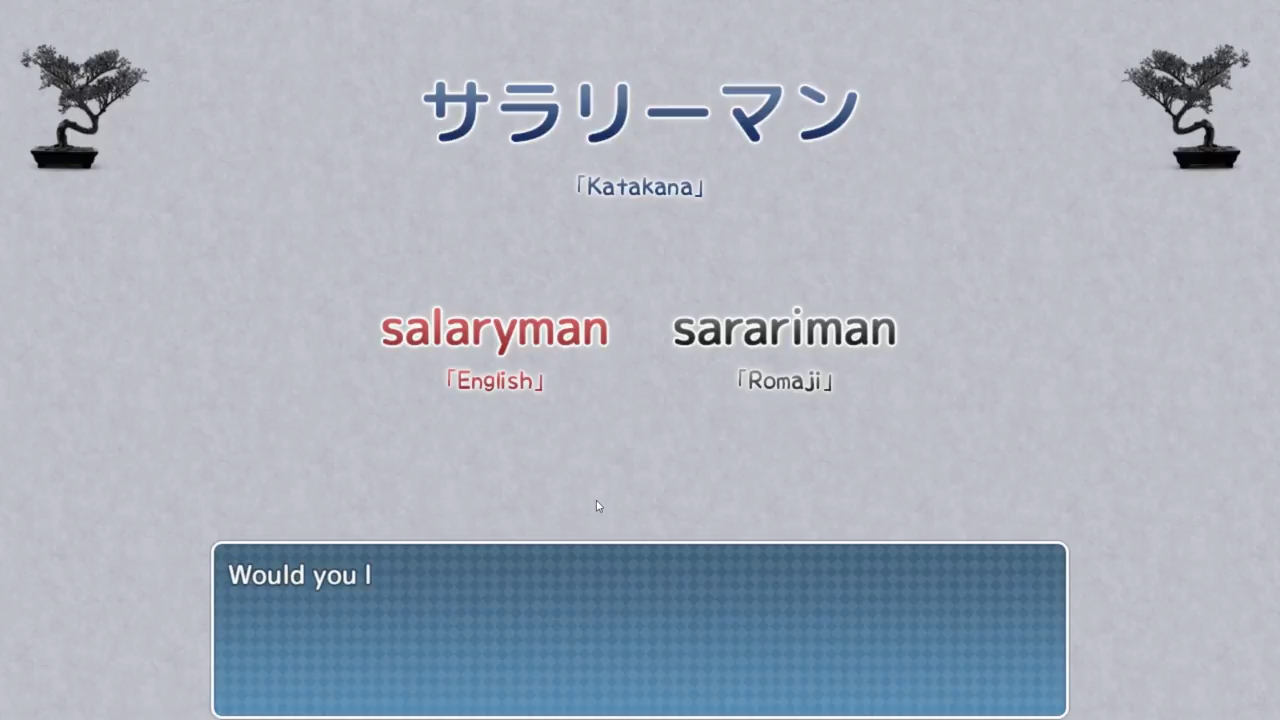 サラリーマン
「Katakana」
salaryman sarariman
「English」 「Romaji」
Would you l